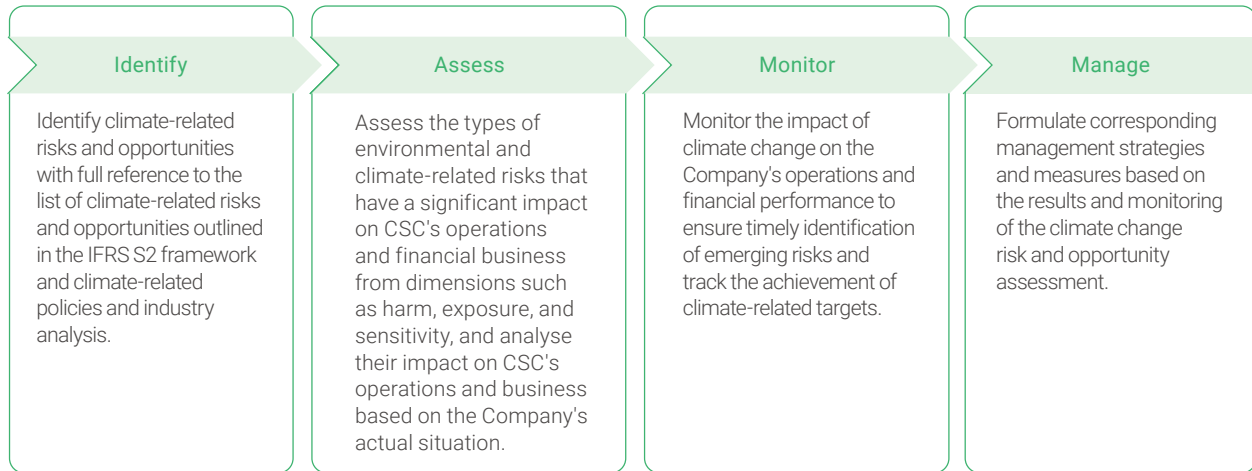 Identify
Identify climate-related
risks and opportunities
with full reference to the
list of climate-related risks
and opportunities outlined
in the IFRS S2 framework
and climate-related
policies and industry
analysis.
Assess
Assess the types of
environmental and
climate-related risks that
have a significant impact
on CSC's operations
and financial business
from dimensions such
as harm, exposure, and
sensitivity, and analyse
their impact on CSC's
operations and business
based on the Company's
actual situation.
Monitor
Monitor the impact of
climate change on the
Company's operations and
financial performance to
ensure timely identification
of emerging risks and
track the achievement of
climate-related targets.
Manage
Formulate corresponding
management strategies
and measures based on
the results and monitoring
of the climate change
risk and opportunity
assessment.